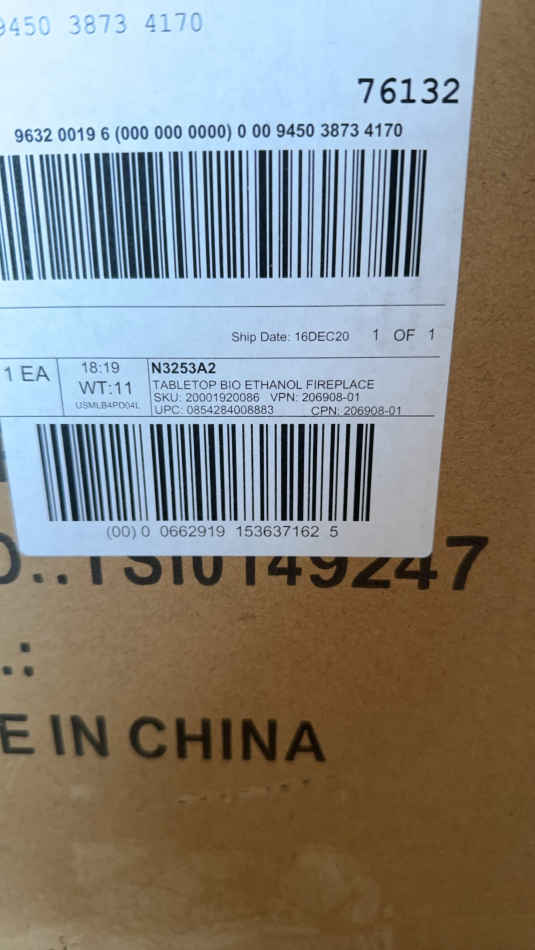 9450 3873 4170
76132
9632 0019 6 (000 000 0000) 0 00 9450 3873 4170
Ship Date: 16DEC20 1 OF 1
1 EA
18:19
WT:11
USMLB4PD04L
N3253A2
TABLETOP BIO ETHANOL FIREPLACE
SKU: 20001920086 VPN: 206908-01
UPC: 0854284008883 CPN: 206908-01
(00) 0 0662919 153637162 5
O..TSI0149247
.:
E IN CHINA